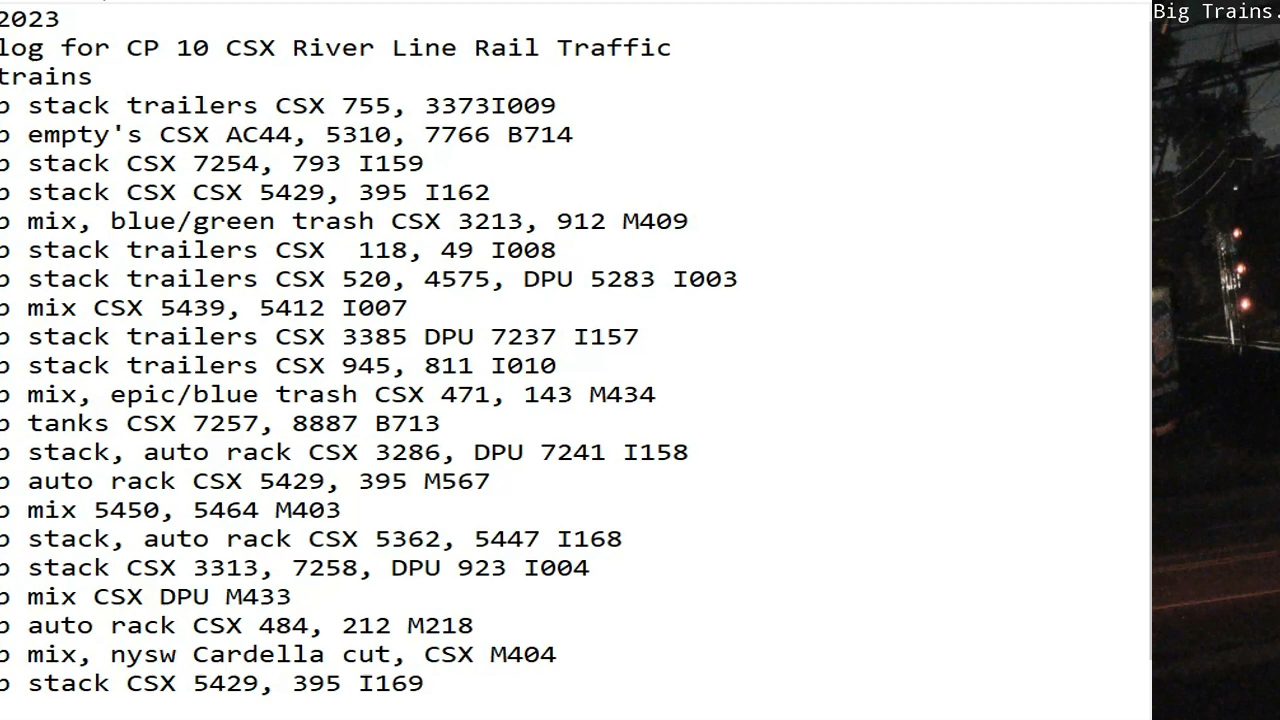 2023
log for CP 10 CSX River Line Rail Traffic
trains
stack trailers CSX 755, 3373I009
empty's CSX AC44, 5310, 7766 B714
stack CSX 7254, 793 I159
stack CSX CSX 5429, 395 I162
mix, blue/green trash CSX 3213, 912 M409
stack trailers CSX  118, 49 I008
stack trailers CSX 520, 4575, DPU 5283 I003
mix CSX 5439, 5412 I007
stack trailers CSX 3385 DPU 7237 I157
stack trailers CSX 945, 811 I010
mix, epic/blue trash CSX 471, 143 M434
tanks CSX 7257, 8887 B713
stack, auto rack CSX 3286, DPU 7241 I158
auto rack CSX 5429, 395 M567
mix 5450, 5464 M403
stack, auto rack CSX 5362, 5447 I168
stack CSX 3313, 7258, DPU 923 I004
mix CSX DPU M433
auto rack CSX 484, 212 M218
mix, nysw Cardella cut, CSX M404
stack CSX 5429, 395 I169
Big Trains.